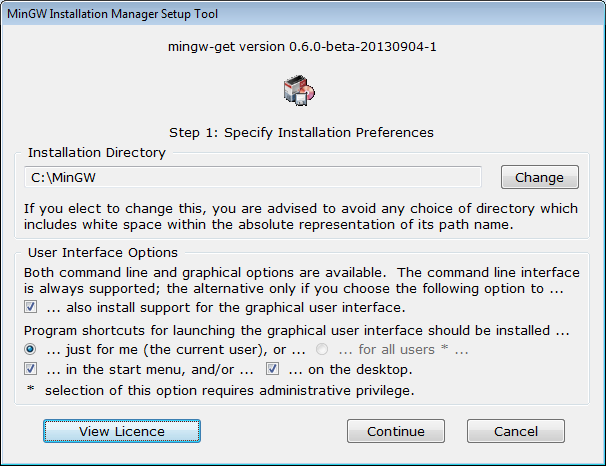 MinGW Installation Manager Setup Tool
mingw-get version 0.6.0-beta-20130904-1
Step 1: Specify Installation Preferences
Installation Directory
C:\MinGW
Change
If you elect to change this, you are advised to avoid any choice of directory which
includes white space within the absolute representation of its path name.
User Interface Options
Both command line and graphical options are available.  The command line interface
is always supported; the alternative only if you choose the following option to ...
... also install support for the graphical user interface.
Program shortcuts for launching the graphical user interface should be installed ...
... just for me (the current user), or ... ... for all users * ...
... in the start menu, and/or ... ... on the desktop.
* selection of this option requires administrative privilege.
View Licence Continue Cancel